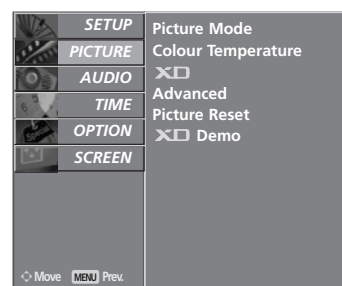 SETUP
PICTURE
AUDIO
TIME
OPTION
SCREEN
Picture Mode
Colour Temperature
XD
Advanced
Picture Reset
XD Demo
Move MENU Prev.